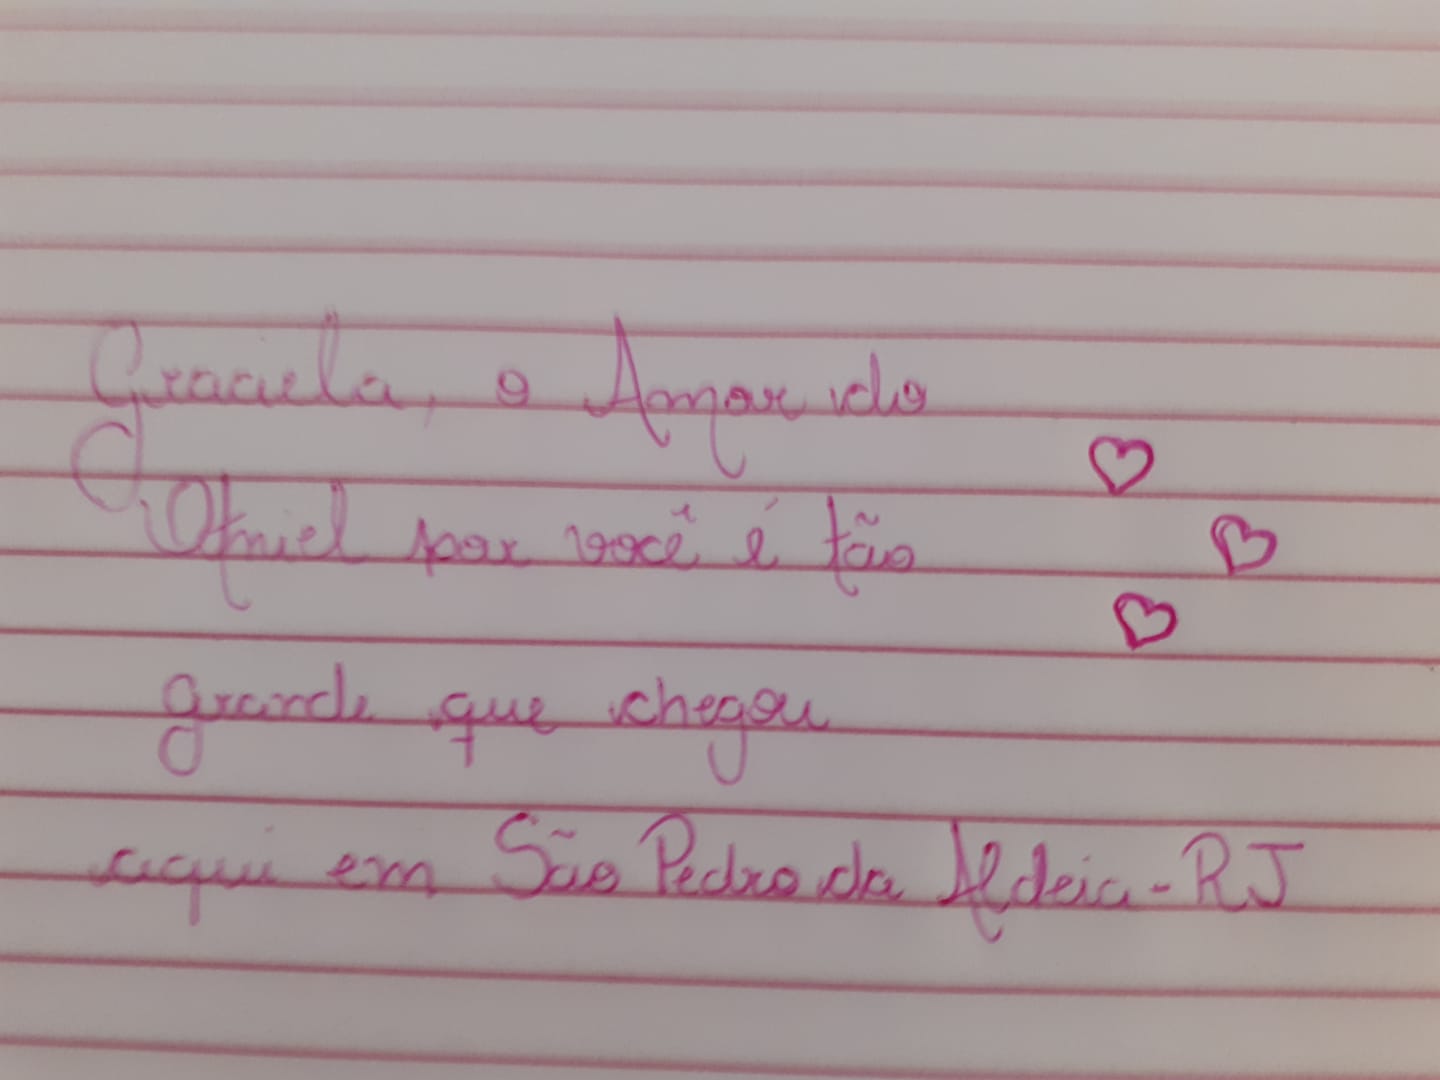 Graciela, o Amor do
Otniel por você é tão
grande que chegou
aqui em São Pedro da Aldeia - RJ